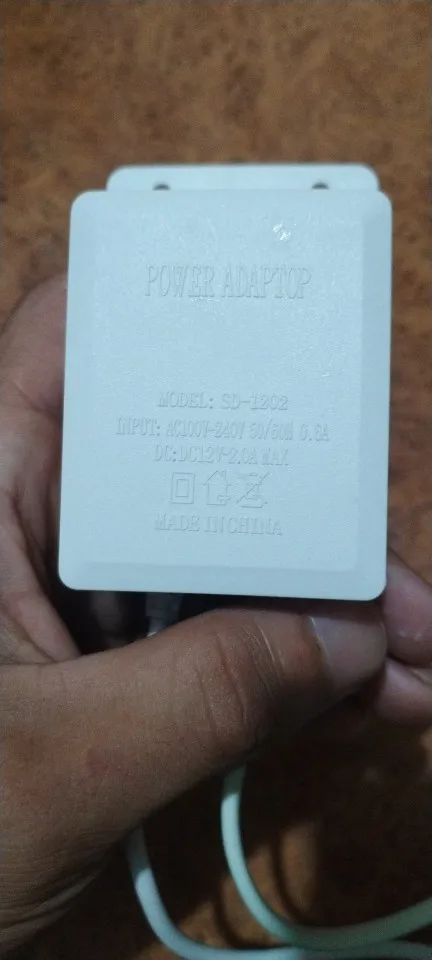 POWER ADAPTOP
MODEL: SD-1202
INPUT: AC100V-240V 50/60H 0.6A
DC:DC12V-2.0A MAX
MADE IN CHINA